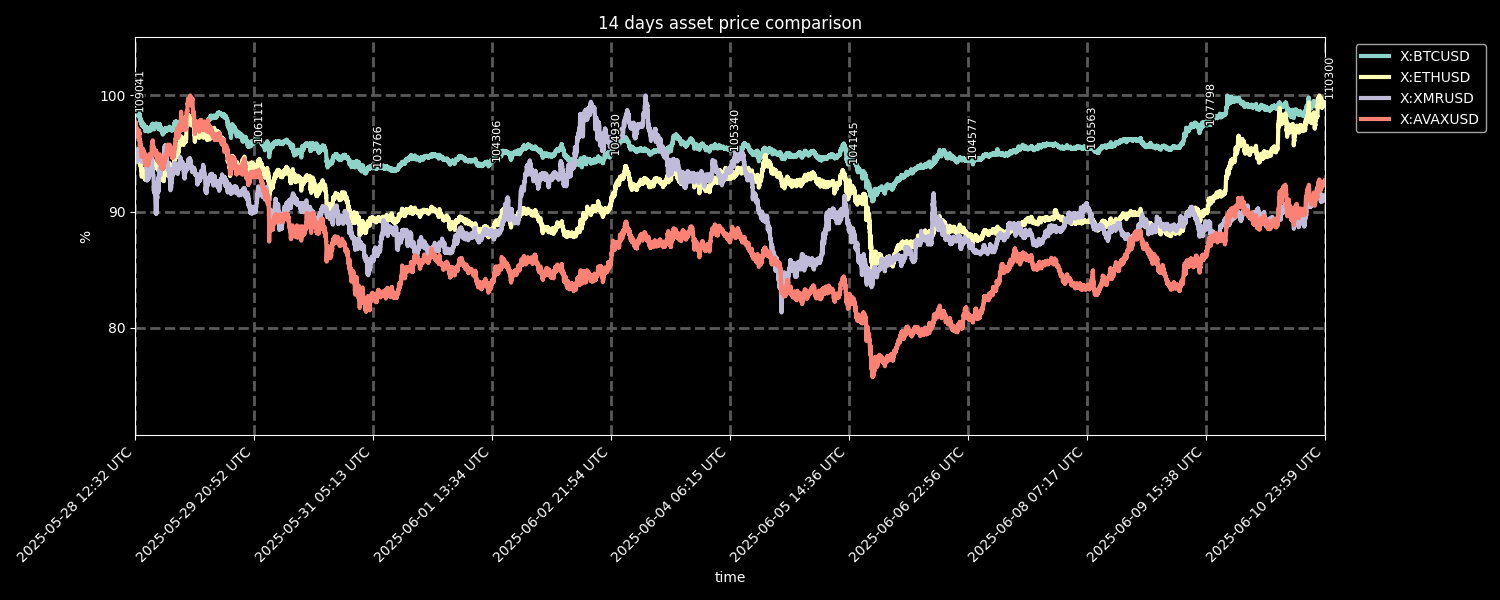 14 days asset price comparison
X:BTCUSD
X:ETHUSD
X:XMRUSD
X:AVAXUSD
100
90
80
%
109041
106111
103766
104306
104930
105340
104145
104577
105563
107798
110300
2025-05-28 12:32 UTC
2025-05-29 20:52 UTC
2025-05-31 05:13 UTC
2025-06-01 13:34 UTC
2025-06-02 21:54 UTC
2025-06-04 06:15 UTC
2025-06-05 14:36 UTC
2025-06-06 22:56 UTC
2025-06-08 07:17 UTC
2025-06-09 15:38 UTC
2025-06-10 23:59 UTC
time